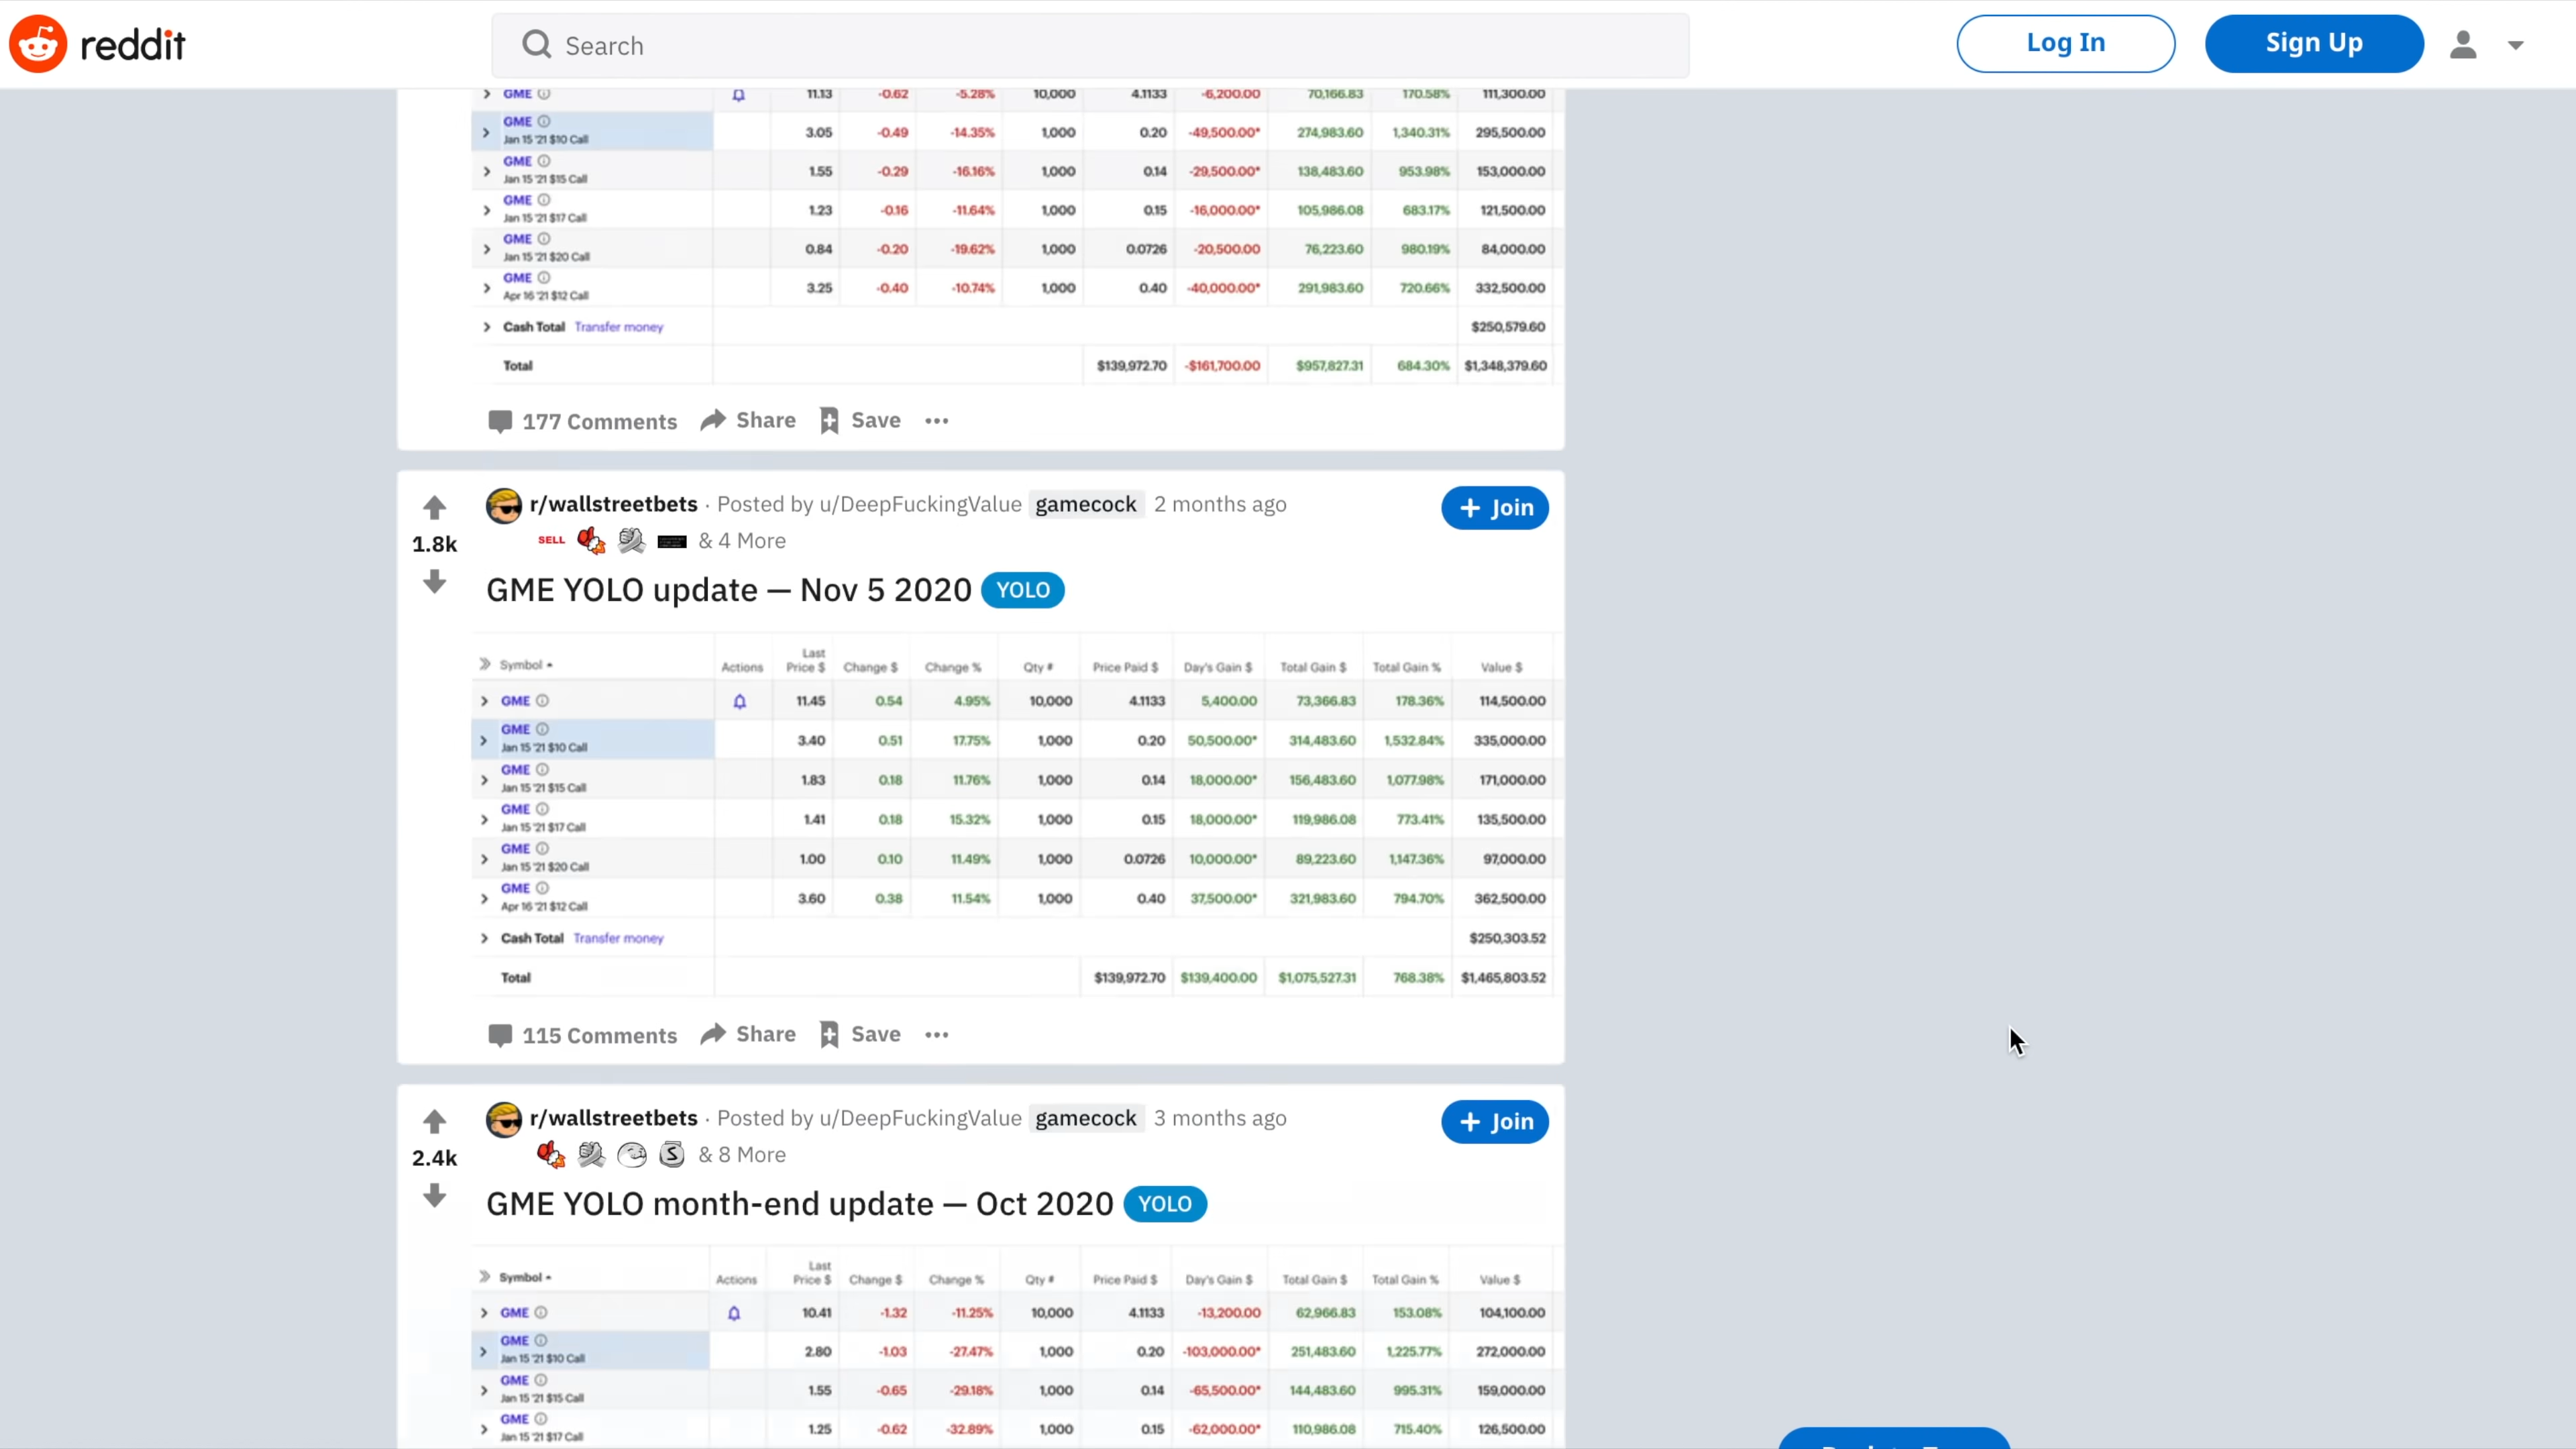 reddit Search Log In Sign Up
GME 11.13 -0.62 -5.28% 10,000 4.1133 -6,200.00 70,166.83 170.58% 111,300.00
GME
Jan 15 '21 $10 Call 3.05 -0.49 -14.35% 1,000 0.20 -49,500.00* 274,983.60 1,340.31% 295,500.00
GME
Jan 15 '21 $15 Call 1.55 -0.29 -16.16% 1,000 0.14 -29,500.00* 138,483.60 953.98% 153,000.00
GME
Jan 15 '21 $17 Call 1.23 -0.16 -11.64% 1,000 0.15 -16,000.00* 105,986.08 683.17% 121,500.00
GME
Jan 15 '21 $20 Call 0.84 -0.20 -19.62% 1,000 0.0726 -20,500.00 76,223.60 980.19% 84,000.00
GME
Apr 16 '21 $12 Call 3.25 -0.40 -10.74% 1,000 0.40 -40,000.00* 291,983.60 720.66% 332,500.00
Cash Total Transfer money $250,579.60
Total $139,972.70 -$161,700.00 $957,827.31 684.30% $1,348,379.60
177 Comments Share Save
r/wallstreetbets · Posted by u/DeepFuckingValue gamecock 2 months ago + Join
SELL & 4 More
1.8k
GME YOLO update — Nov 5 2020 YOLO
Symbol Actions Last Price $ Change $ Change % Qty # Price Paid $ Day's Gain $ Total Gain $ Total Gain % Value $
GME 11.45 0.54 4.95% 10,000 4.1133 5,400.00 73,366.83 178.36% 114,500.00
GME
Jan 15 '21 $10 Call 3.40 0.51 17.75% 1,000 0.20 50,500.00* 314,483.60 1,532.84% 335,000.00
GME
Jan 15 '21 $15 Call 1.83 0.18 11.76% 1,000 0.14 18,000.00* 156,483.60 1,077.98% 171,000.00
GME
Jan 15 '21 $17 Call 1.41 0.18 15.32% 1,000 0.15 18,000.00* 119,986.08 773.41% 135,500.00
GME
Jan 15 '21 $20 Call 1.00 0.10 11.49% 1,000 0.0726 10,000.00* 89,223.60 1,147.36% 97,000.00
GME
Apr 16 '21 $12 Call 3.60 0.38 11.54% 1,000 0.40 37,500.00* 321,983.60 794.70% 362,500.00
Cash Total Transfer money $250,303.52
Total $139,972.70 $139,400.00 $1,075,527.31 768.38% $1,465,803.52
115 Comments Share Save
r/wallstreetbets · Posted by u/DeepFuckingValue gamecock 3 months ago + Join
& 8 More
2.4k
GME YOLO month-end update — Oct 2020 YOLO
Symbol Actions Last Price $ Change $ Change % Qty # Price Paid $ Day's Gain $ Total Gain $ Total Gain % Value $
GME 10.41 -1.32 -11.25% 10,000 4.1133 -13,200.00 62,966.83 153.08% 104,100.00
GME
Jan 15 '21 $10 Call 2.80 -1.03 -27.47% 1,000 0.20 -103,000.00* 251,483.60 1,225.77% 272,000.00
GME
Jan 15 '21 $15 Call 1.55 -0.65 -29.18% 1,000 0.14 -65,500.00* 144,483.60 995.31% 159,000.00
GME
Jan 15 '21 $17 Call 1.25 -0.62 -32.89% 1,000 0.15 -62,000.00* 110,986.08 715.40% 126,500.00